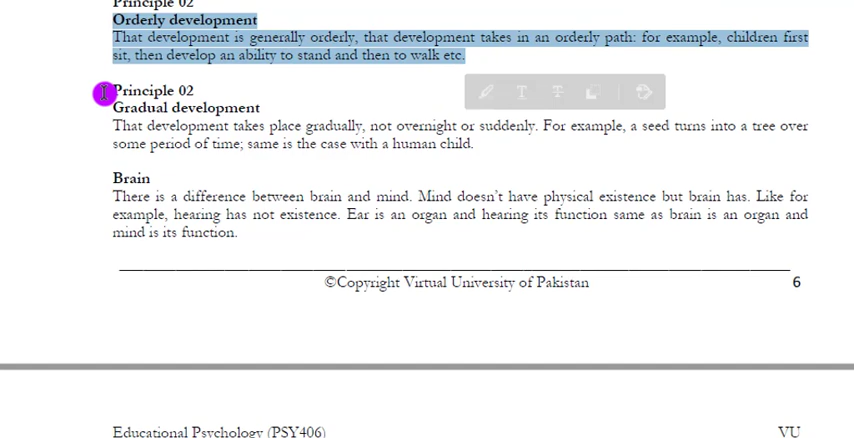 Principle 02
Orderly development
That development is generally orderly, that development takes in an orderly path: for example, children first
sit, then develop an ability to stand and then to walk etc.
Principle 02
Gradual development
That development takes place gradually, not overnight or suddenly. For example, a seed turns into a tree over
some period of time; same is the case with a human child.
Brain
There is a difference between brain and mind. Mind doesn't have physical existence but brain has. Like for
example, hearing has not existence. Ear is an organ and hearing its function same as brain is an organ and
mind is its function.
©Copyright Virtual University of Pakistan 6
Educational Psychology (PSY406) VU